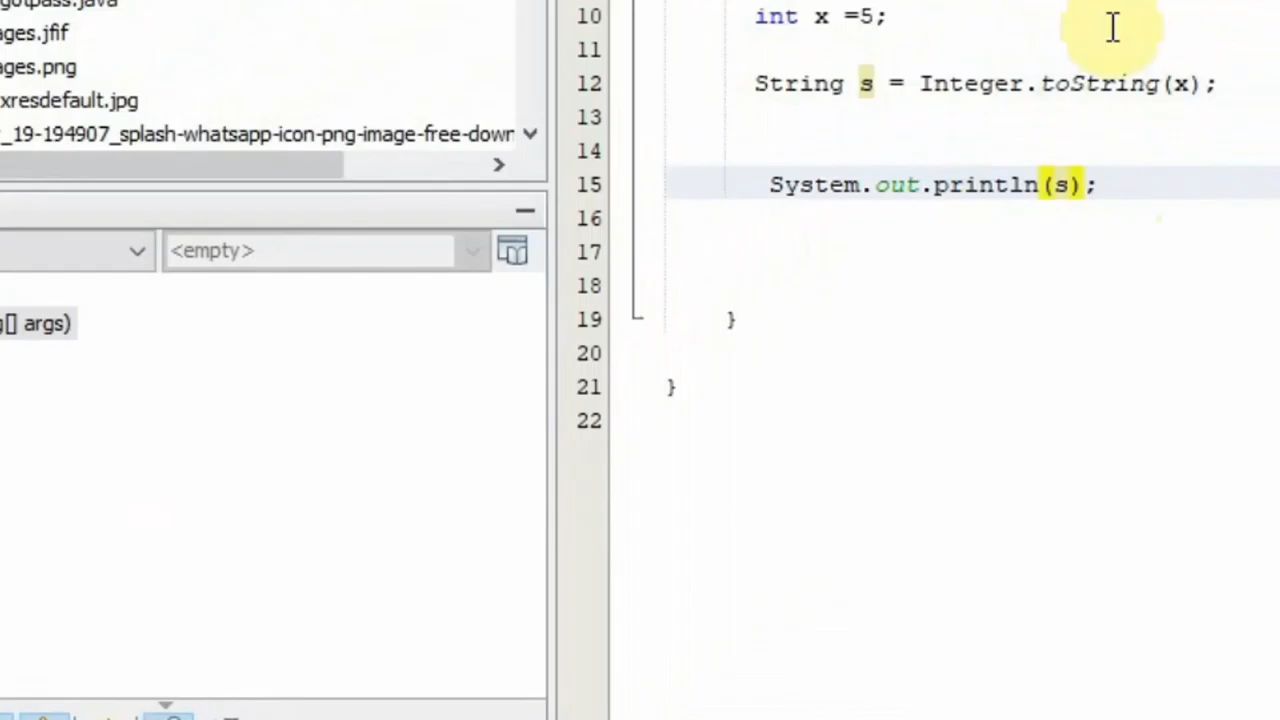 gotpass.java
ages.jfif
ages.png
xresdefault.jpg
_19-194907_splash-whatsapp-icon-png-image-free-down
<empty>
g[] args)
10 int x =5;
11
12 String s = Integer.toString(x);
13
14
15 System.out.println(s);
16
17
18
19 }
20
21 }
22